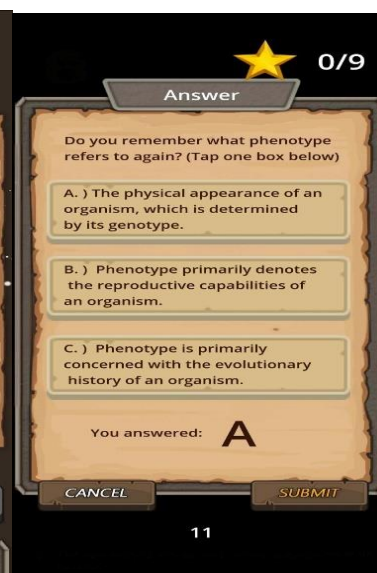 0/9
Answer
Do you remember what phenotype
refers to again? (Tap one box below)
A. ) The physical appearance of an
organism, which is determined
by its genotype.
B. ) Phenotype primarily denotes
the reproductive capabilities of
an organism.
C. ) Phenotype is primarily
concerned with the evolutionary
history of an organism.
You answered: A
CANCEL
SUBMIT
11